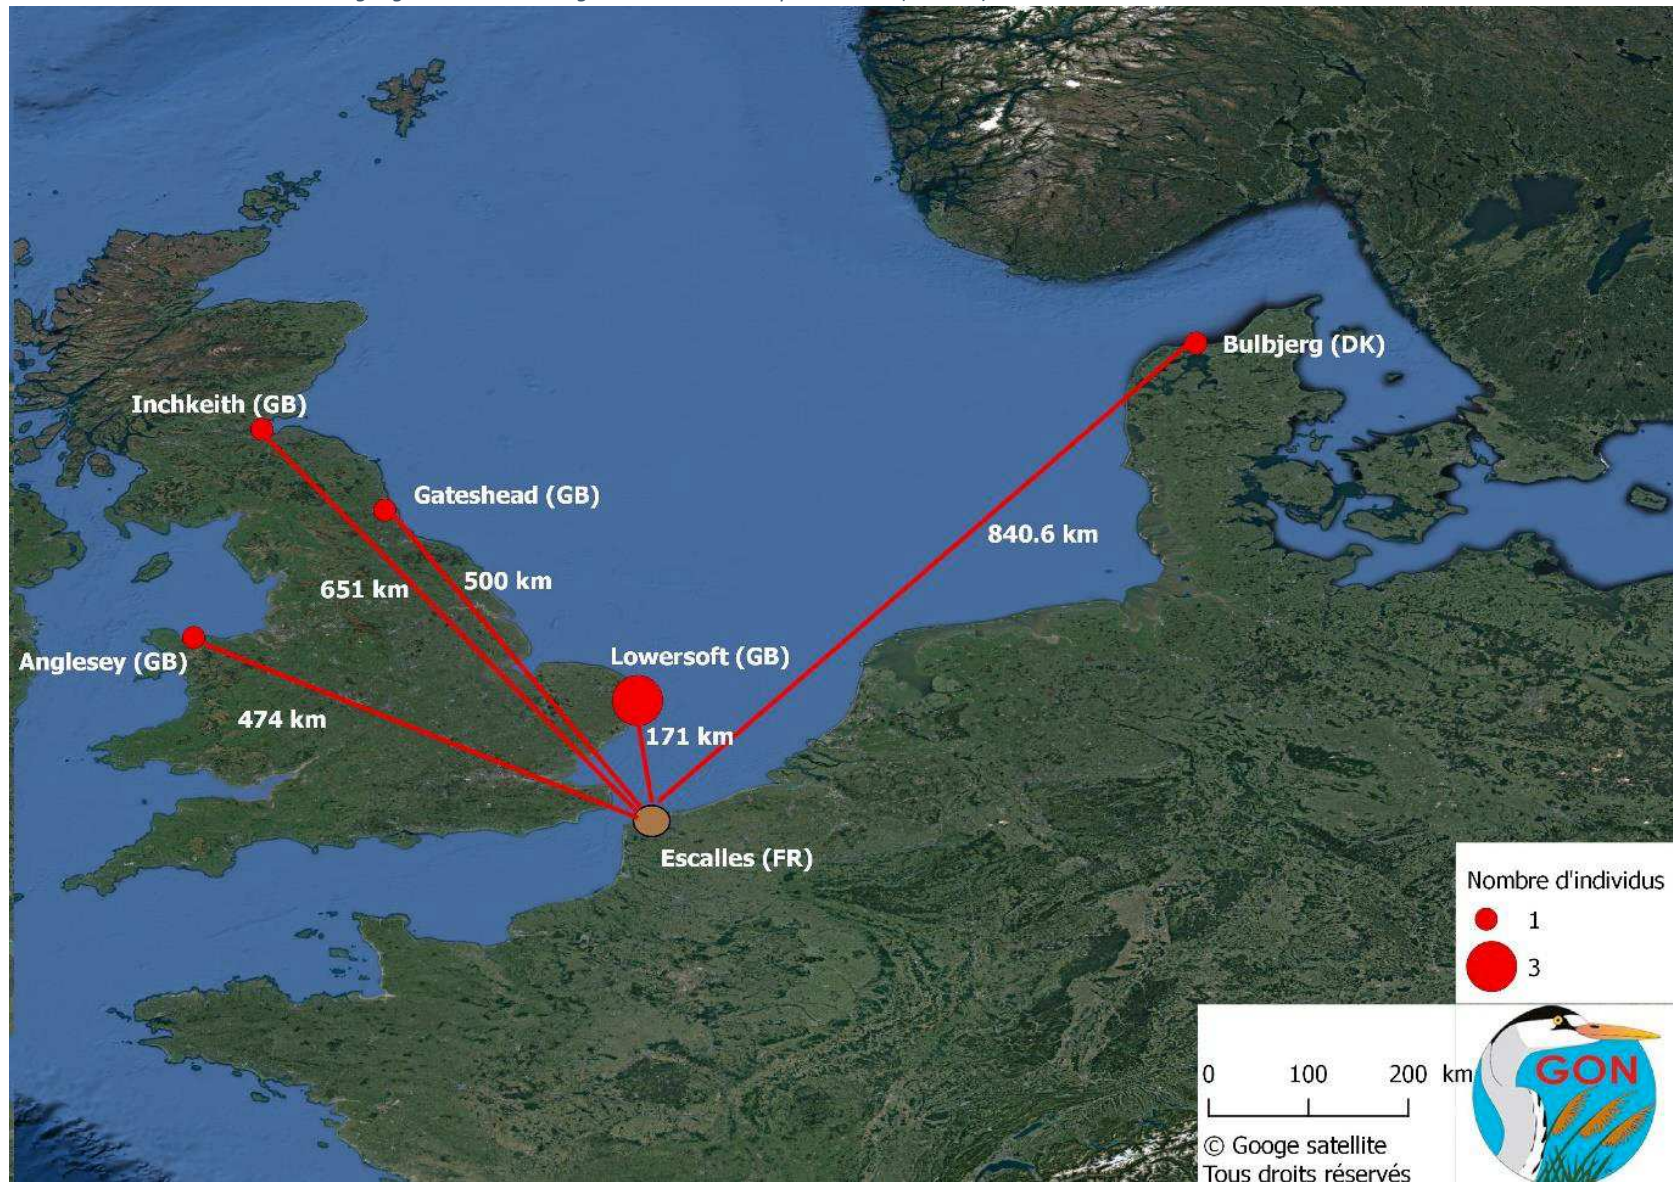 Bulbjerg (DK)
Inchkeith (GB)
Gateshead (GB)
840.6 km
500 km
651 km
Lowersoft (GB)
Anglesey (GB)
474 km
171 km
Escalles (FR)
Nombre d'individus
1
3
0 100 200 km
GON
© Googe satellite
Tous droits réservés